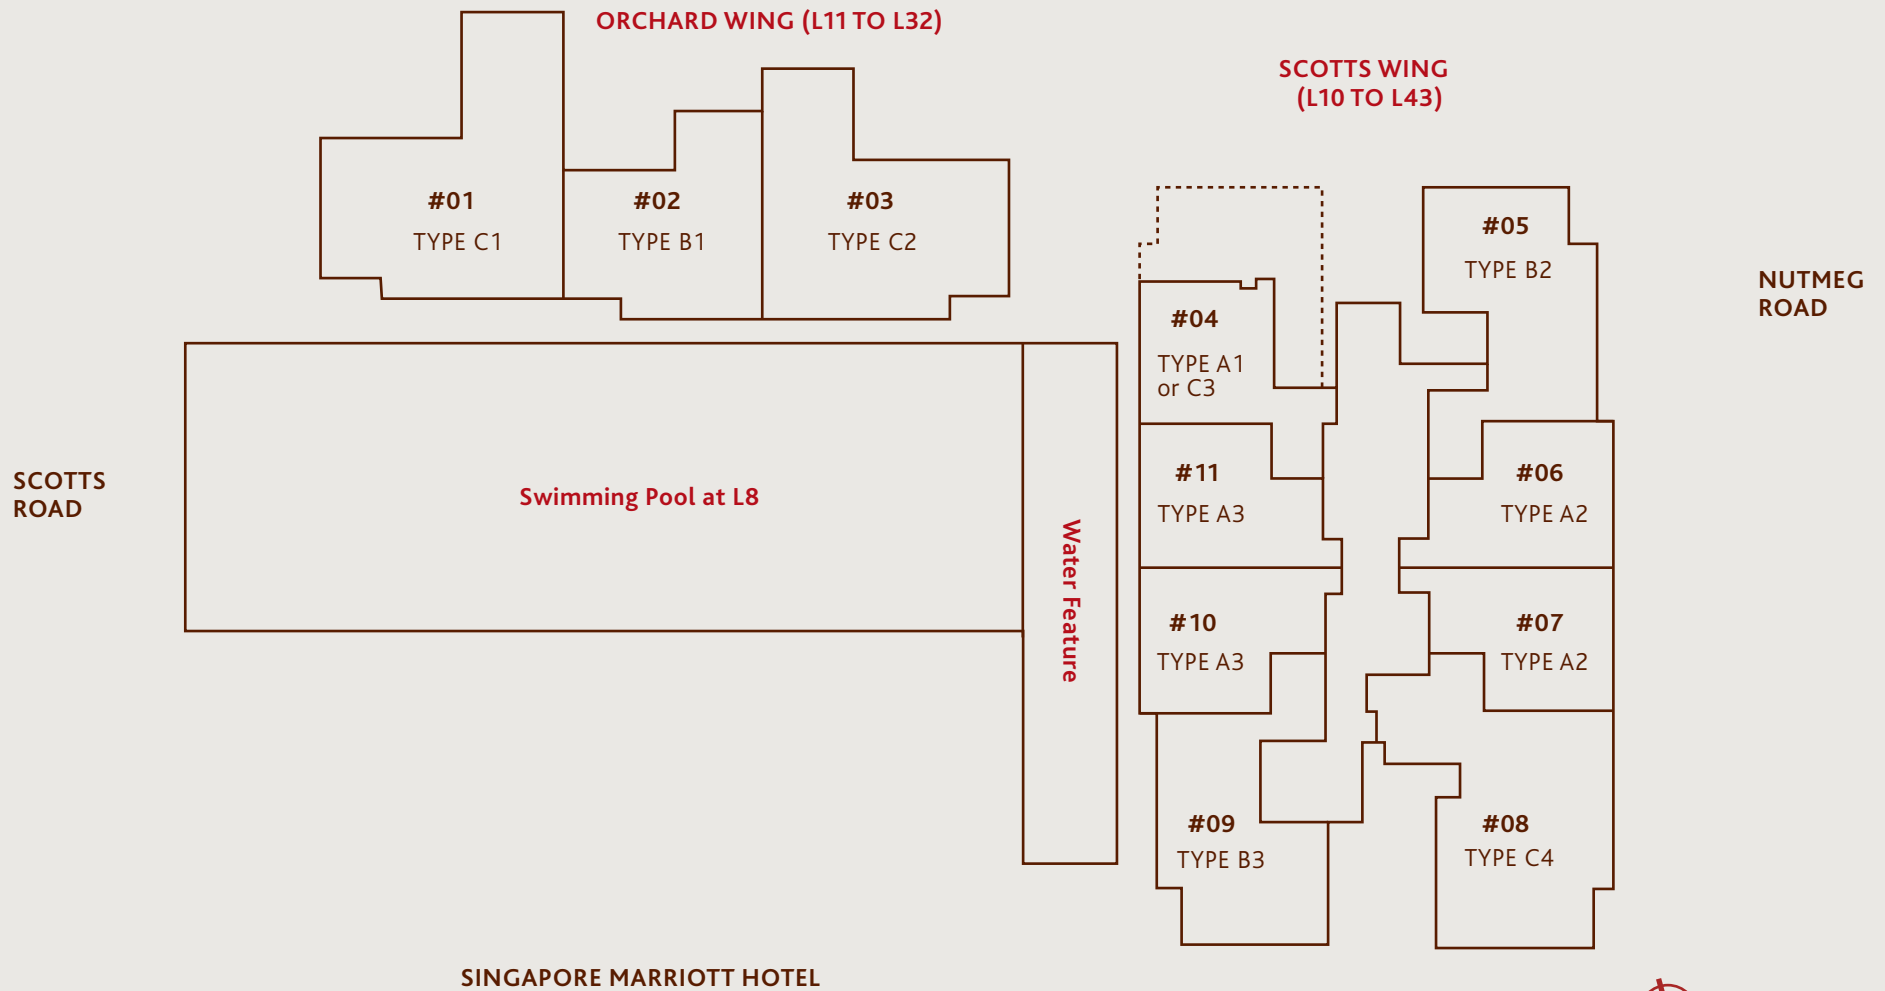 ORCHARD WING (L11 TO L32)
SCOTTS WING
(L10 TO L43)
#01
TYPE C1
#02
TYPE B1
#03
TYPE C2
#05
TYPE B2
NUTMEG
ROAD
#04
TYPE A1
or C3
SCOTTS
ROAD
Swimming Pool at L8
Water Feature
#11
TYPE A3
#06
TYPE A2
#10
TYPE A3
#07
TYPE A2
#09
TYPE B3
#08
TYPE C4
SINGAPORE MARRIOTT HOTEL